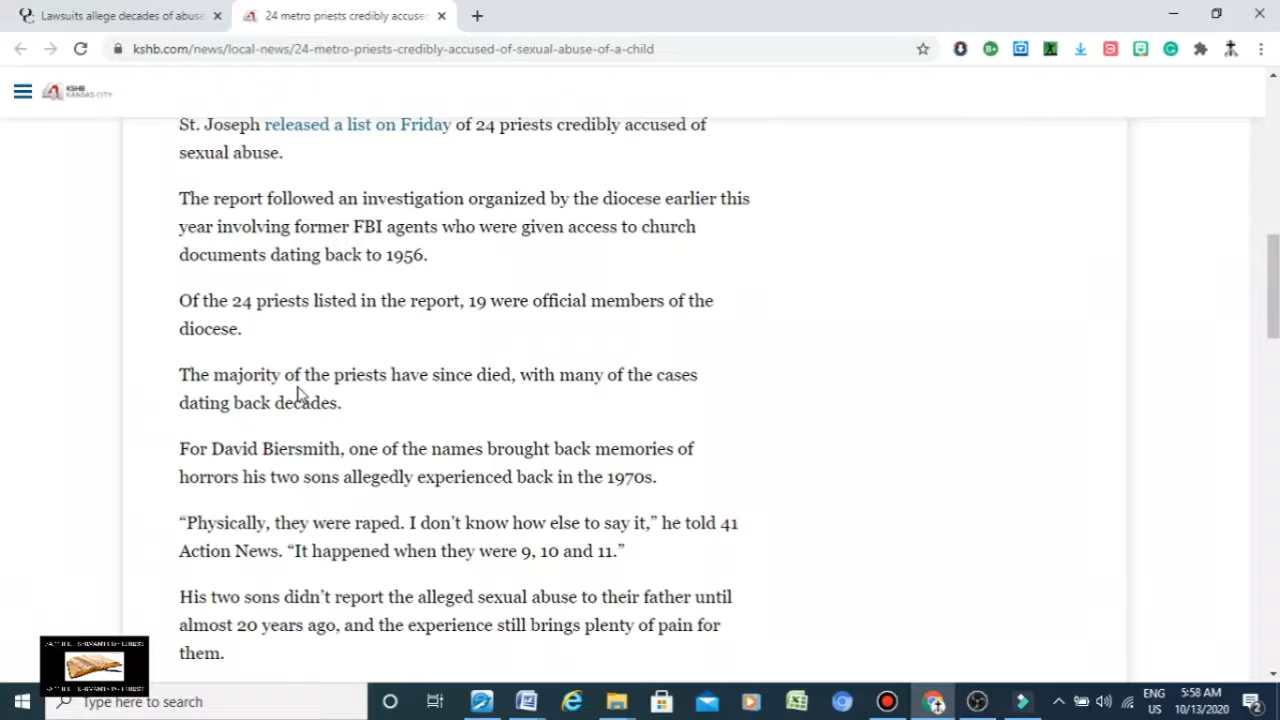 Lawsuits allege decades of abuse
24 metro priests credibly accuse
kshb.com/news/local-news/24-metro-priests-credibly-accused-of-sexual-abuse-of-a-child
KSHB
KANSAS CITY
St. Joseph released a list on Friday of 24 priests credibly accused of
sexual abuse.
The report followed an investigation organized by the diocese earlier this
year involving former FBI agents who were given access to church
documents dating back to 1956.
Of the 24 priests listed in the report, 19 were official members of the
diocese.
The majority of the priests have since died, with many of the cases
dating back decades.
For David Biersmith, one of the names brought back memories of
horrors his two sons allegedly experienced back in the 1970s.
“Physically, they were raped. I don’t know how else to say it,” he told 41
Action News. “It happened when they were 9, 10 and 11.”
His two sons didn’t report the alleged sexual abuse to their father until
almost 20 years ago, and the experience still brings plenty of pain for
them.
Type here to search
ENG
US
5:58 AM
10/13/2020
2